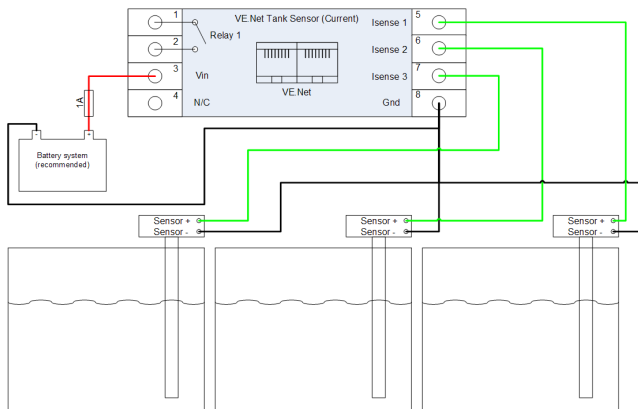 VE.Net Tank Sensor (Current)
1
Relay 1
2
3
Vin
4
N/C
VE.Net
Isense 1
5
Isense 2
6
Isense 3
7
Gnd
8
1A
-
+
Battery system
(recommended)
Sensor +
Sensor -
Sensor +
Sensor -
Sensor +
Sensor -